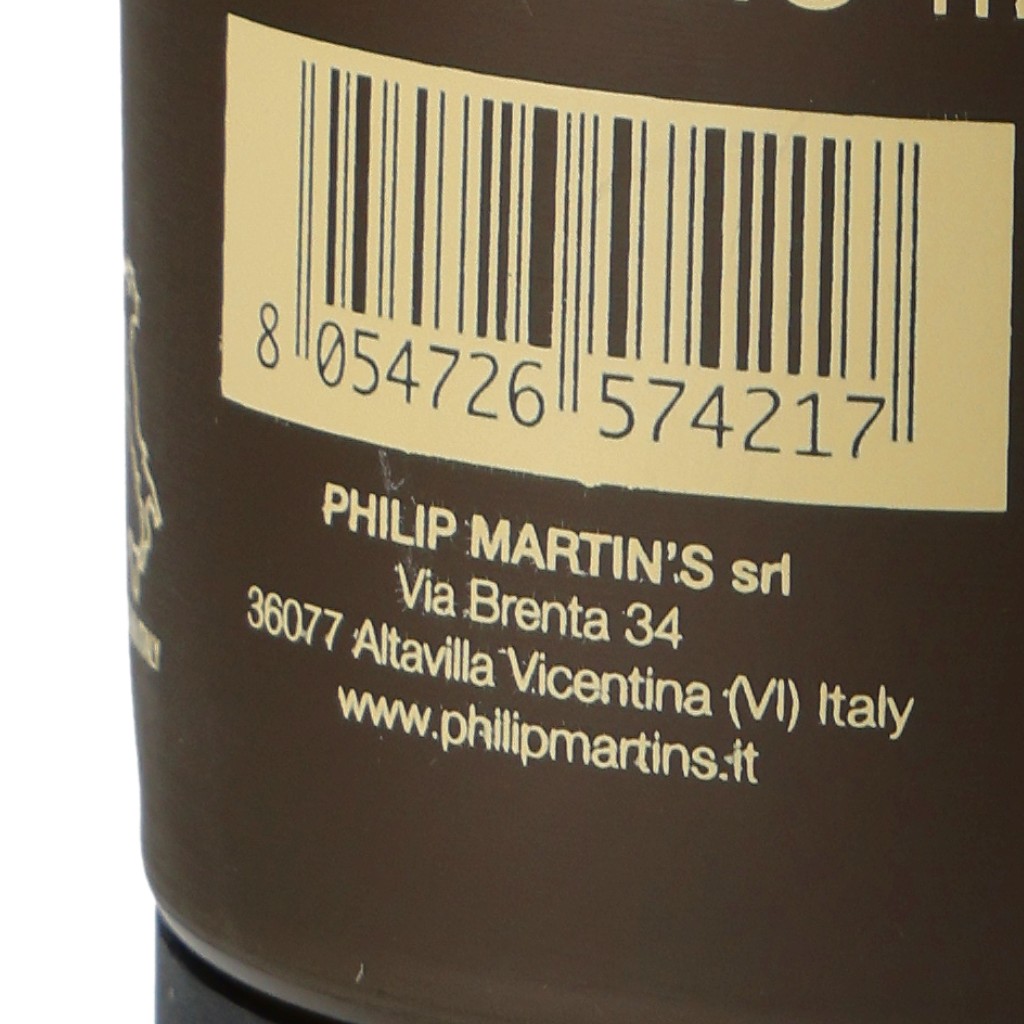 8 054726 574217
PHILIP MARTIN'S srl
Via Brenta 34
36077 Altavilla Vicentina (VI) Italy
www.philipmartins.it